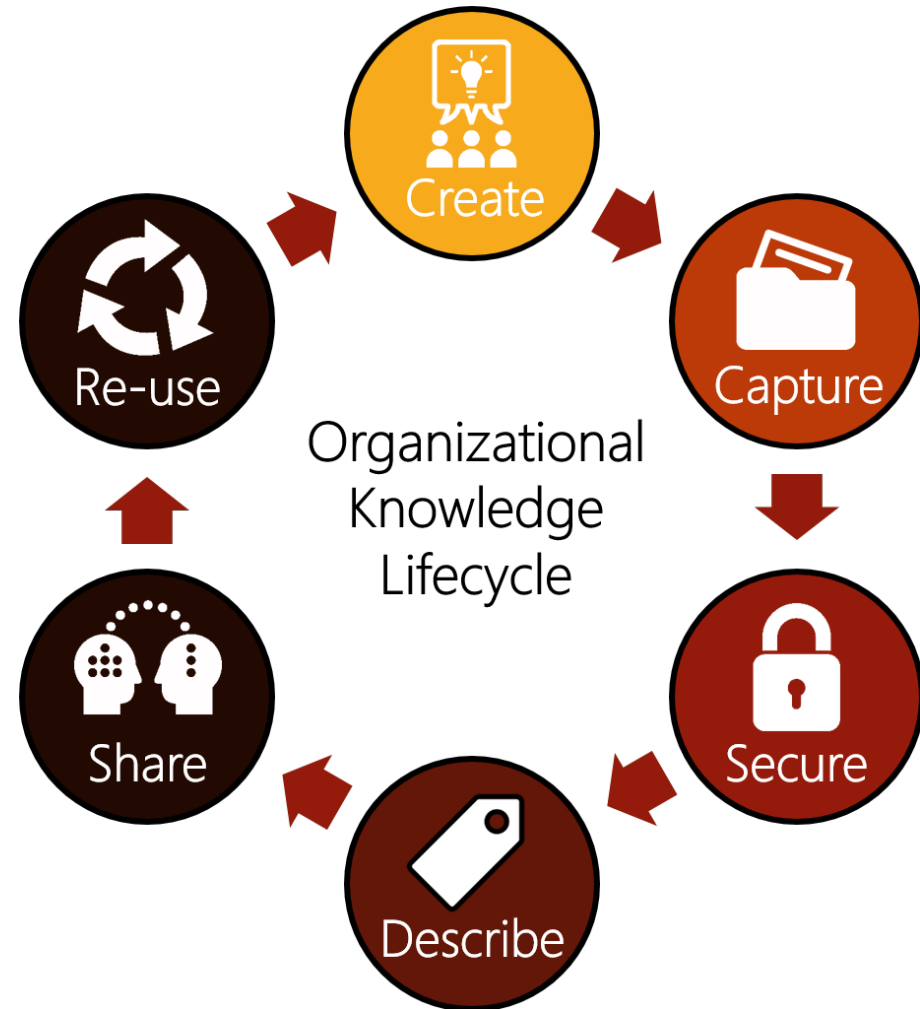 Create
Capture
Secure
Describe
Share
Re-use
Organizational
Knowledge
Lifecycle